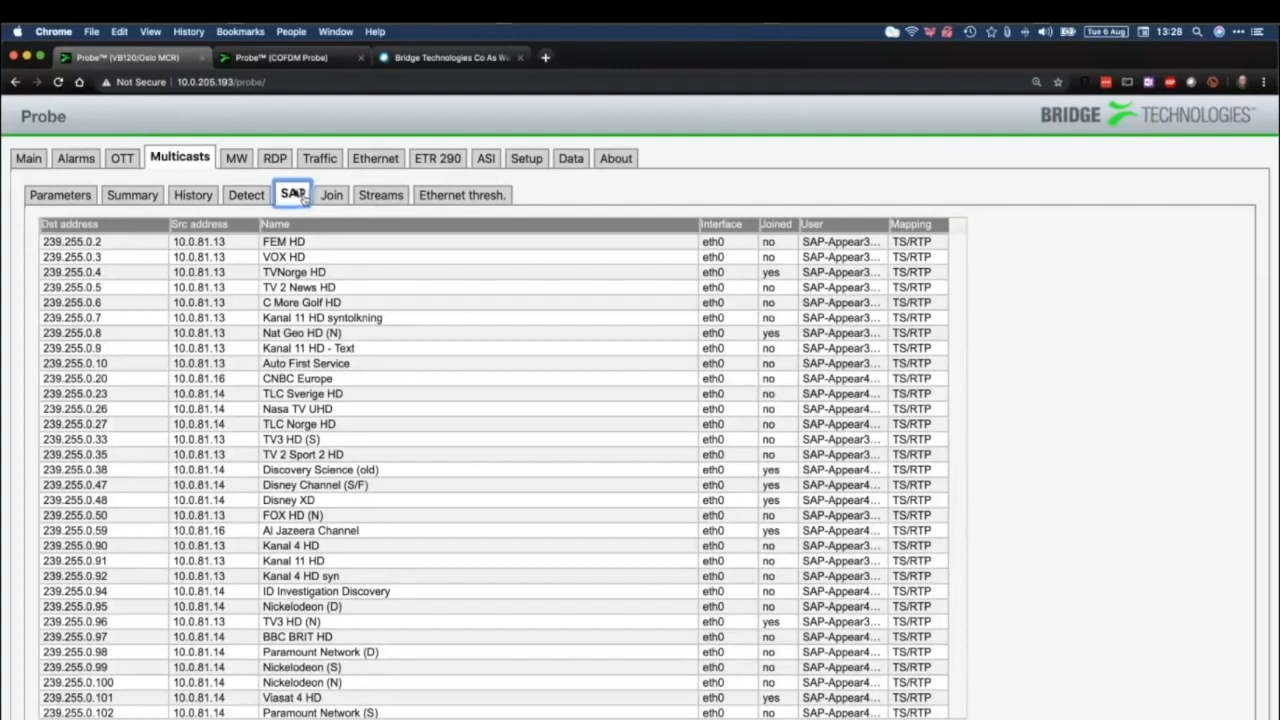 Chrome File Edit View History Bookmarks People Window Help Tue 6 Aug 13:28
Probe™ (VB120/Oslo MCR) Probe™ (COFDM Probe) Bridge Technologies Co As
Not Secure 10.0.205.193/probe/
Probe BRIDGE TECHNOLOGIES™
Main Alarms OTT Multicasts MW RDP Traffic Ethernet ETR 290 ASI Setup Data About
Parameters Summary History Detect SAP Join Streams Ethernet thresh.
Dst address Src address Name Interface Joined User Mapping
239.255.0.2 10.0.81.13 FEM HD eth0 no SAP-Appear3... TS/RTP
239.255.0.3 10.0.81.13 VOX HD eth0 no SAP-Appear3... TS/RTP
239.255.0.4 10.0.81.13 TVNorge HD eth0 yes SAP-Appear3... TS/RTP
239.255.0.5 10.0.81.13 TV 2 News HD eth0 no SAP-Appear3... TS/RTP
239.255.0.6 10.0.81.13 C More Golf HD eth0 no SAP-Appear3... TS/RTP
239.255.0.7 10.0.81.13 Kanal 11 HD syntolkning eth0 no SAP-Appear3... TS/RTP
239.255.0.8 10.0.81.13 Nat Geo HD (N) eth0 yes SAP-Appear3... TS/RTP
239.255.0.9 10.0.81.13 Kanal 11 HD - Text eth0 no SAP-Appear3... TS/RTP
239.255.0.10 10.0.81.13 Auto First Service eth0 no SAP-Appear3... TS/RTP
239.255.0.20 10.0.81.16 CNBC Europe eth0 no SAP-Appear4... TS/RTP
239.255.0.23 10.0.81.14 TLC Sverige HD eth0 no SAP-Appear4... TS/RTP
239.255.0.26 10.0.81.14 Nasa TV UHD eth0 no SAP-Appear4... TS/RTP
239.255.0.27 10.0.81.14 TLC Norge HD eth0 no SAP-Appear4... TS/RTP
239.255.0.33 10.0.81.13 TV3 HD (S) eth0 no SAP-Appear3... TS/RTP
239.255.0.35 10.0.81.13 TV 2 Sport 2 HD eth0 no SAP-Appear3... TS/RTP
239.255.0.38 10.0.81.14 Discovery Science (old) eth0 yes SAP-Appear4... TS/RTP
239.255.0.47 10.0.81.14 Disney Channel (S/F) eth0 yes SAP-Appear4... TS/RTP
239.255.0.48 10.0.81.14 Disney XD eth0 yes SAP-Appear4... TS/RTP
239.255.0.50 10.0.81.13 FOX HD (N) eth0 no SAP-Appear3... TS/RTP
239.255.0.59 10.0.81.16 Al Jazeera Channel eth0 yes SAP-Appear4... TS/RTP
239.255.0.90 10.0.81.13 Kanal 4 HD eth0 no SAP-Appear3... TS/RTP
239.255.0.91 10.0.81.13 Kanal 11 HD eth0 no SAP-Appear3... TS/RTP
239.255.0.92 10.0.81.13 Kanal 4 HD syn eth0 no SAP-Appear3... TS/RTP
239.255.0.94 10.0.81.14 ID Investigation Discovery eth0 no SAP-Appear4... TS/RTP
239.255.0.95 10.0.81.14 Nickelodeon (D) eth0 no SAP-Appear4... TS/RTP
239.255.0.96 10.0.81.13 TV3 HD (N) eth0 yes SAP-Appear3... TS/RTP
239.255.0.97 10.0.81.14 BBC BRIT HD eth0 no SAP-Appear4... TS/RTP
239.255.0.98 10.0.81.14 Paramount Network (D) eth0 no SAP-Appear4... TS/RTP
239.255.0.99 10.0.81.14 Nickelodeon (S) eth0 no SAP-Appear4... TS/RTP
239.255.0.100 10.0.81.14 Nickelodeon (N) eth0 no SAP-Appear4... TS/RTP
239.255.0.101 10.0.81.14 Viasat 4 HD eth0 yes SAP-Appear4... TS/RTP
239.255.0.102 10.0.81.14 Paramount Network (S) eth0 no SAP-Appear4... TS/RTP